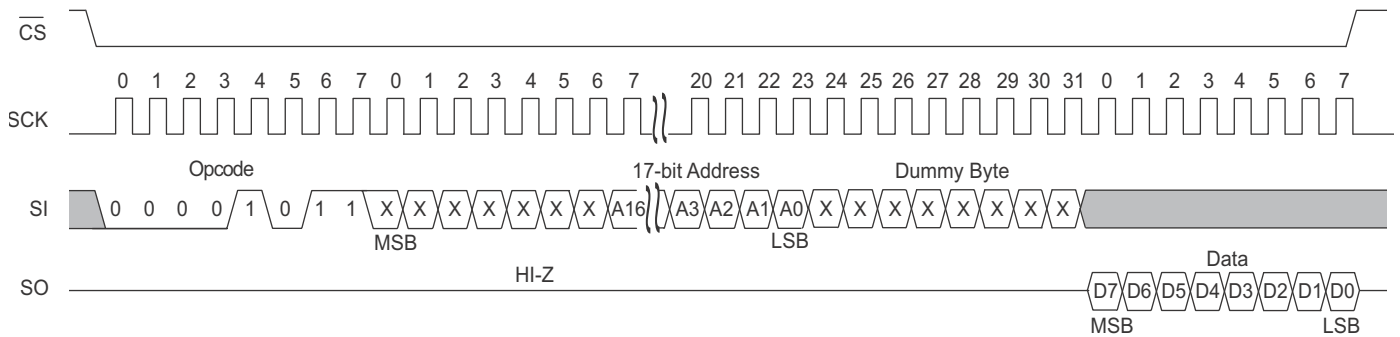 CS
0 1 2 3 4 5 6 7 0 1 2 3 4 5 6 7 20 21 22 23 24 25 26 27 28 29 30 31 0 1 2 3 4 5 6 7
SCK
Opcode 17-bit Address Dummy Byte
SI 0 0 0 0 1 0 1 1 X X X X X X X A16 A3 A2 A1 A0 X X X X X X X X
MSB LSB
HI-Z Data
SO D7 D6 D5 D4 D3 D2 D1 D0
MSB LSB